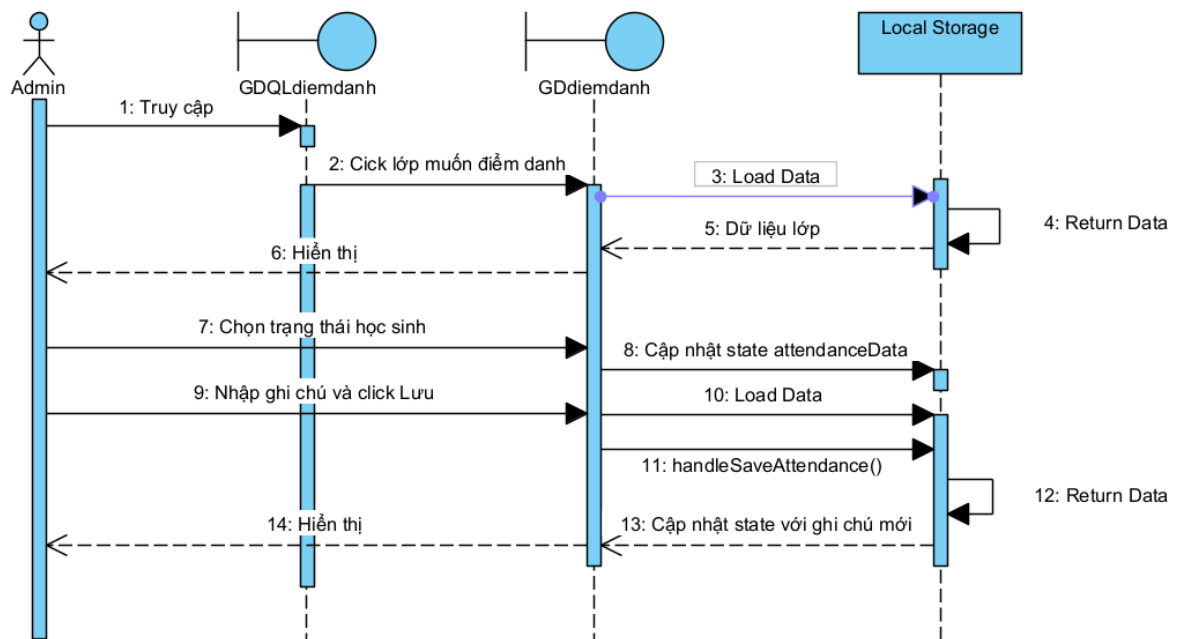 Local Storage
Admin
GDQLdiemdanh
GDdiemdanh
1: Truy cập
2: Cick lớp muốn điểm danh
3: Load Data
4: Return Data
5: Dữ liệu lớp
6: Hiển thị
7: Chọn trạng thái học sinh
8: Cập nhật state attendanceData
9: Nhập ghi chú và click Lưu
10: Load Data
11: handleSaveAttendance()
12: Return Data
13: Cập nhật state với ghi chú mới
14: Hiển thị